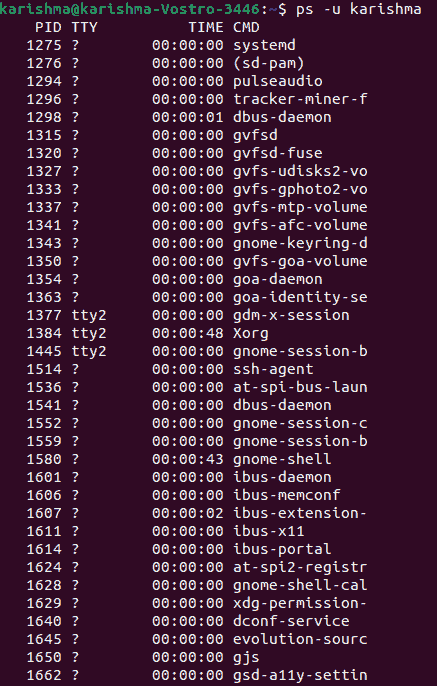 karishma@karishma-Vostro-3446:~$ ps -u karishma
PID TTY TIME CMD
1275 ? 00:00:00 systemd
1276 ? 00:00:00 (sd-pam)
1294 ? 00:00:00 pulseaudio
1296 ? 00:00:00 tracker-miner-f
1298 ? 00:00:01 dbus-daemon
1315 ? 00:00:00 gvfsd
1320 ? 00:00:00 gvfsd-fuse
1327 ? 00:00:00 gvfs-udisks2-vo
1333 ? 00:00:00 gvfs-gphoto2-vo
1337 ? 00:00:00 gvfs-mtp-volume
1341 ? 00:00:00 gvfs-afc-volume
1343 ? 00:00:00 gnome-keyring-d
1350 ? 00:00:00 gvfs-goa-volume
1354 ? 00:00:00 goa-daemon
1363 ? 00:00:00 goa-identity-se
1377 tty2 00:00:00 gdm-x-session
1384 tty2 00:00:48 Xorg
1445 tty2 00:00:00 gnome-session-b
1514 ? 00:00:00 ssh-agent
1536 ? 00:00:00 at-spi-bus-laun
1541 ? 00:00:00 dbus-daemon
1552 ? 00:00:00 gnome-session-c
1559 ? 00:00:00 gnome-session-b
1580 ? 00:00:43 gnome-shell
1601 ? 00:00:00 ibus-daemon
1606 ? 00:00:00 ibus-memconf
1607 ? 00:00:02 ibus-extension-
1611 ? 00:00:00 ibus-x11
1614 ? 00:00:00 ibus-portal
1624 ? 00:00:00 at-spi2-registr
1628 ? 00:00:00 gnome-shell-cal
1629 ? 00:00:00 xdg-permission-
1640 ? 00:00:00 dconf-service
1645 ? 00:00:00 evolution-sourc
1650 ? 00:00:00 gjs
1662 ? 00:00:00 gsd-a11y-settin